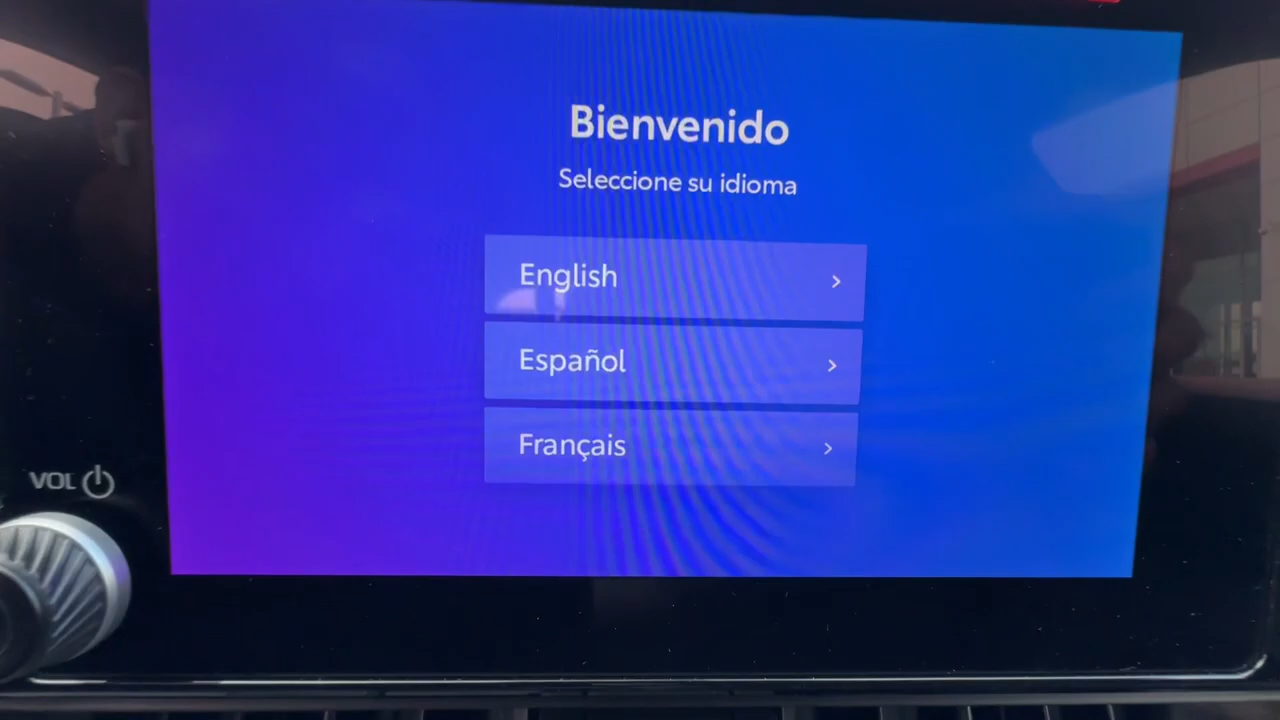 Bienvenido
Seleccione su idioma
English
Español
Français
VOL